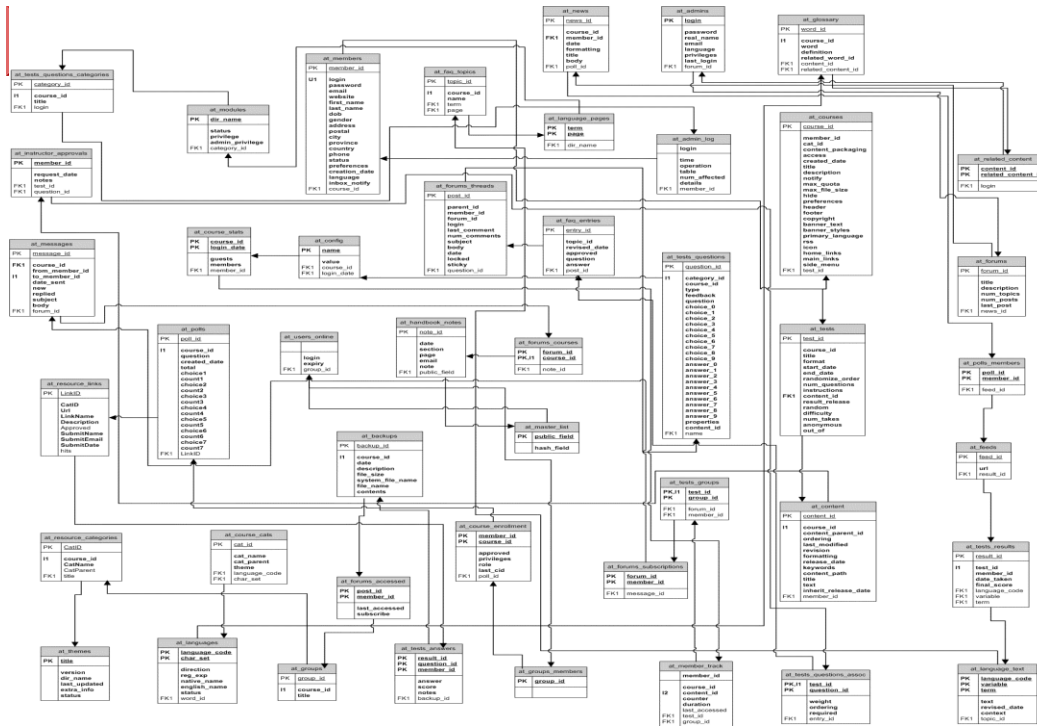 at_tests_questions_categories
PK category_id
I1 course_id
title
FK1 login
at_modules
PK dir_name
status
privilege
admin_privilege
FK1 category_id
at_members
PK member_id
U1 login
password
email
website
first_name
last_name
dob
gender
address
postal
city
province
country
phone
status
preferences
creation_date
language
inbox_notify
FK1 course_id
at_faq_topics
PK topic_id
I1 course_id
name
FK1 term
FK1 page
at_news
PK news_id
FK1 course_id
member_id
date
formatting
title
body
FK1 poll_id
at_admins
PK login
password
real_name
email
language
privileges
last_login
FK1 forum_id
at_glossary
PK word_id
I1 course_id
word
definition
related_word_id
FK1 content_id
FK1 related_content_id
at_language_pages
PK term
PK page
FK1 dir_name
at_admin_log
login
time
operation
table
num_affected
details
FK1 member_id
at_courses
PK course_id
member_id
cat_id
content_packaging
access
created_date
title
description
notify
max_quota
max_file_size
hide
preferences
header
footer
copyright
banner_text
banner_styles
primary_language
rss
icon
home_links
main_links
side_menu
FK1 test_id
at_related_content
PK content_id
PK related_content
FK1 login
at_instructor_approvals
PK member_id
request_date
notes
FK1 test_id
FK1 question_id
at_forums_threads
PK post_id
parent_id
member_id
forum_id
login
last_comment
num_comments
subject
body
date
locked
sticky
FK1 question_id
at_course_stats
PK course_id
PK login_date
guests
members
FK1 member_id
at_config
PK name
value
FK1 course_id
FK1 login_date
at_faq_entries
PK entry_id
topic_id
revised_date
approved
question
answer
FK1 post_id
at_messages
PK message_id
FK1 course_id
from_member_id
I1 to_member_id
date_sent
new
replied
subject
body
FK1 forum_id
at_tests_questions
PK question_id
I1 category_id
course_id
type
feedback
question
choice_0
choice_1
choice_2
choice_3
choice_4
choice_5
choice_6
choice_7
choice_8
choice_9
answer_0
answer_1
answer_2
answer_3
answer_4
answer_5
answer_6
answer_7
answer_8
answer_9
properties
content_id
FK1 name
at_forums
PK forum_id
title
description
num_topics
num_posts
last_post
FK1 news_id
at_polls
PK poll_id
I1 course_id
question
created_date
total
choice1
count1
choice2
count2
choice3
count3
choice4
count4
choice5
count5
choice6
count6
choice7
count7
FK1 LinkID
at_users_online
login
expiry
FK1 group_id
at_handbook_notes
PK note_id
date
section
page
email
note
FK1 public_field
at_forums_courses
PK forum_id
PK,I1 course_id
FK1 note_id
at_tests
PK test_id
course_id
title
format
start_date
end_date
randomize_order
num_questions
instructions
content_id
FK1 result_release
random
difficulty
num_takes
anonymous
out_of
at_polls_members
PK poll_id
PK member_id
FK1 feed_id
at_resource_links
PK LinkID
CatID
Url
LinkName
Description
Approved
SubmitName
SubmitEmail
SubmitDate
hits
FK1
at_master_list
PK public_field
hash_field
at_backups
PK backup_id
I1 course_id
date
description
file_size
system_file_name
file_name
contents
at_feeds
PK feed_id
url
FK1 result_id
at_tests_groups
PK,I1 test_id
PK group_id
FK1 forum_id
FK1 member_id
at_content
PK content_id
I1 course_id
content_parent_id
ordering
last_modified
revision
formatting
release_date
keywords
content_path
title
text
inherit_release_date
FK1 member_id
at_resource_categories
PK CatID
I1 course_id
CatName
CatParent
FK1 title
at_course_cats
PK cat_id
cat_name
cat_parent
theme
FK1 language_code
FK1 char_set
at_course_enrollment
PK member_id
PK course_id
approved
privileges
role
last_cid
FK1 poll_id
at_tests_results
PK result_id
I1 test_id
member_id
date_taken
final_score
FK1 language_code
FK1 variable
FK1 term
at_forums_accessed
PK post_id
PK member_id
last_accessed
subscribe
at_forums_subscriptions
PK forum_id
PK member_id
FK1 message_id
at_themes
PK title
version
dir_name
last_updated
extra_info
status
at_languages
PK language_code
PK char_set
direction
reg_exp
native_name
english_name
status
FK1 word_id
at_groups
PK group_id
I1 course_id
title
at_tests_answers
PK result_id
PK question_id
PK member_id
answer
score
notes
FK1 backup_id
at_groups_members
PK group_id
at_member_track
member_id
I2 course_id
content_id
counter
duration
last_accessed
FK1 test_id
FK1 group_id
at_tests_questions_assoc
PK,I1 test_id
PK question_id
weight
ordering
required
FK1 entry_id
at_language_text
PK language_code
PK variable
PK term
text
revised_date
context
FK1 topic_id